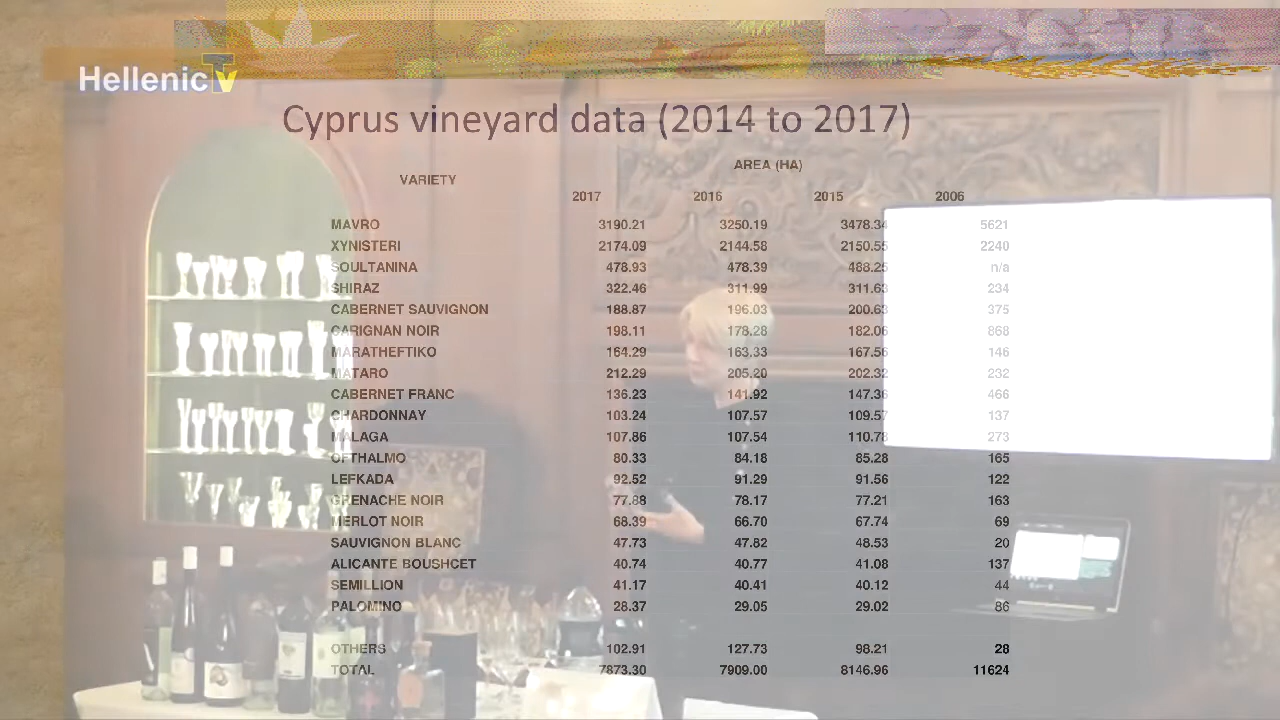 Hellenic TV
Cyprus vineyard data (2014 to 2017)
AREA (HA)
VARIETY
2017 2016 2015 2006
MAVRO 3190.21 3250.19 3478.34 5621
XYNISTERI 2174.09 2144.58 2150.55 2240
SOULTANINA 478.93 478.39 488.25 n/a
SHIRAZ 322.46 311.99 311.63 234
CABERNET SAUVIGNON 188.87 196.03 200.63 375
CARIGNAN NOIR 198.11 178.28 182.06 868
MARATHEFTIKO 164.29 163.33 167.56 146
MATARO 212.29 205.20 202.32 232
CABERNET FRANC 136.23 141.92 147.36 466
CHARDONNAY 103.24 107.57 109.57 137
MALAGA 107.86 107.54 110.78 273
OFTHALMO 80.33 84.18 85.28 165
LEFKADA 92.52 91.29 91.56 122
GRENACHE NOIR 77.88 78.17 77.21 163
MERLOT NOIR 68.39 66.70 67.74 69
SAUVIGNON BLANC 47.73 47.82 48.53 20
ALICANTE BOUSHCET 40.74 40.77 41.08 137
SEMILLION 41.17 40.41 40.12 44
PALOMINO 28.37 29.05 29.02 86
OTHERS 102.91 127.73 98.21 28
TOTAL 7873.30 7909.00 8146.96 11624